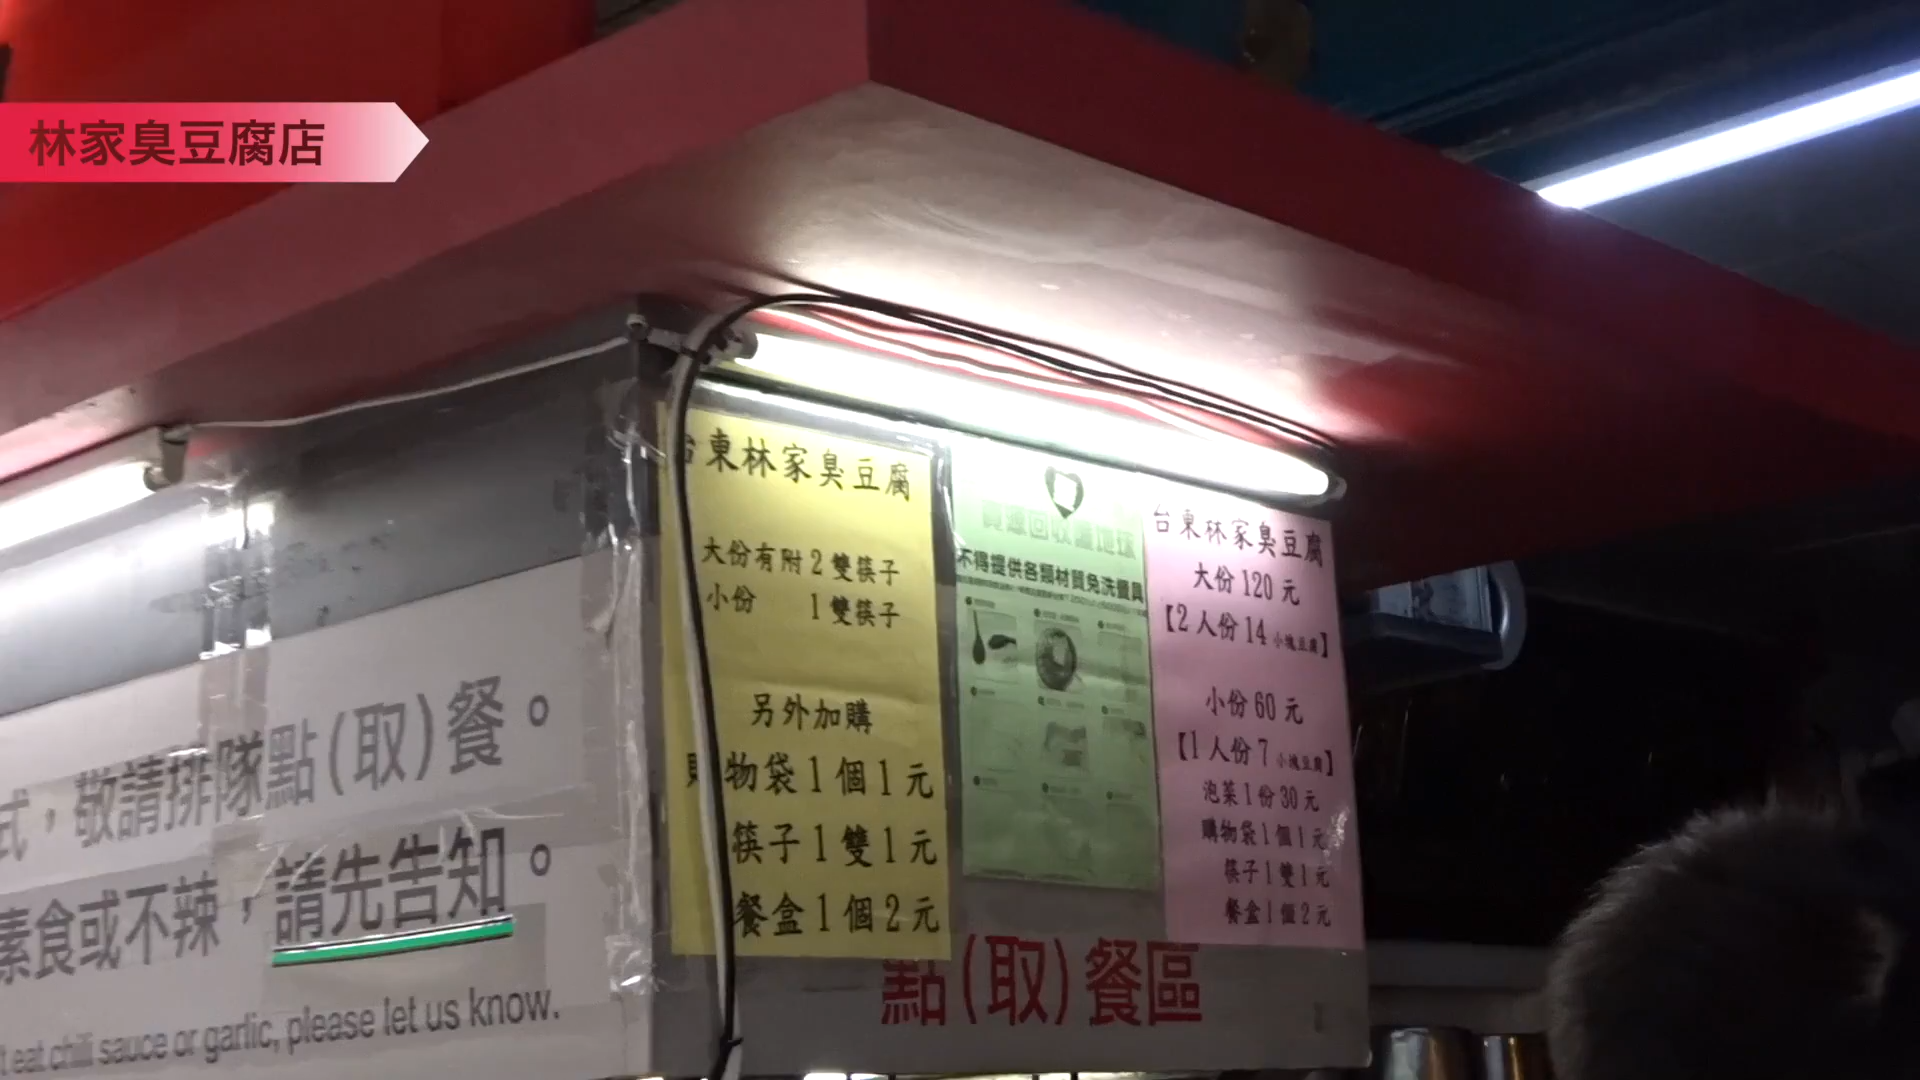 林家臭豆腐店
式，敬請排隊點(取)餐。
素食或不辣，請先告知。
't eat chilli sauce or garlic, please let us know.
台東林家臭豆腐
大份有附2雙筷子
小份 1雙筷子
另外加購
購物袋1個1元
筷子1雙1元
餐盒1個2元
資源回收護地球
不得提供各類材質免洗餐具
台東林家臭豆腐
大份120元
【2人份14小塊豆腐】
小份60元
【1人份7小塊豆腐】
泡菜1份30元
購物袋1個1元
筷子1雙1元
餐盒1個2元
點(取)餐區